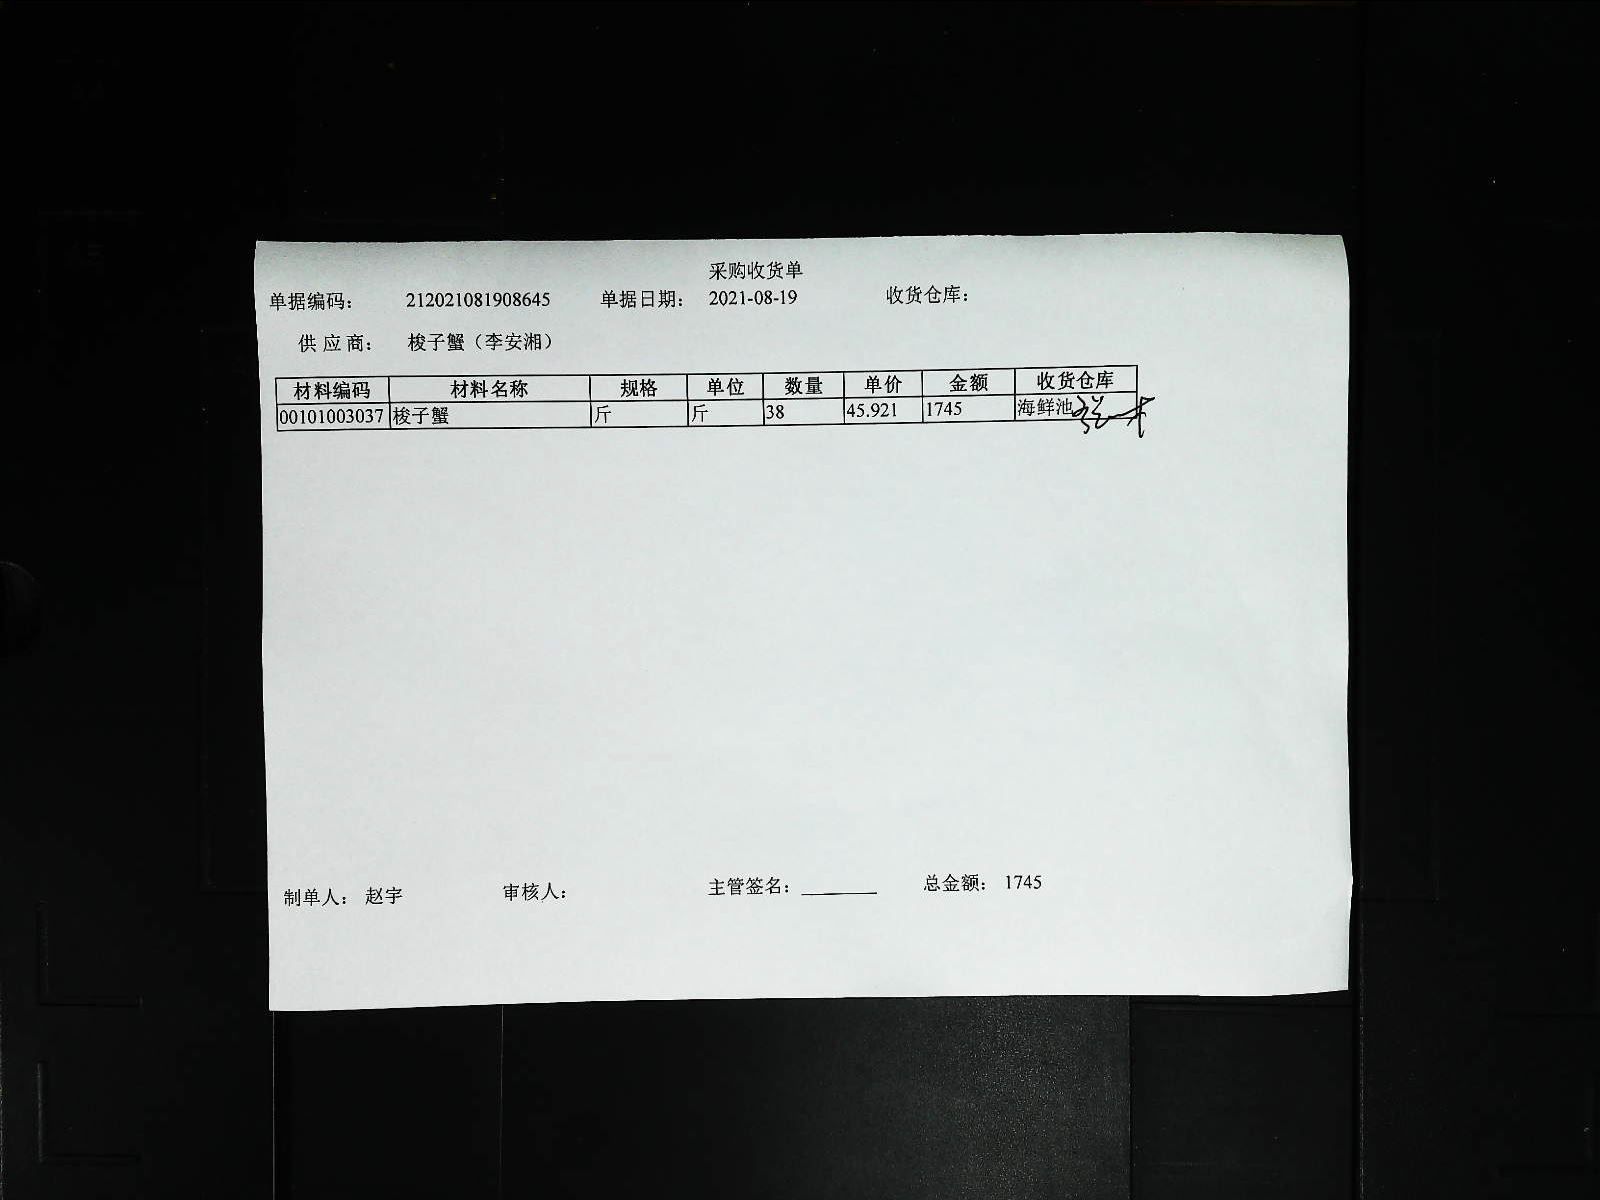 采购收货单
单据编码： 212021081908645 单据日期： 2021-08-19 收货仓库：
供应商： 梭子蟹（李安湘）
材料编码 材料名称 规格 单位 数量 单价 金额 收货仓库
00101003037 梭子蟹 斤 斤 38 45.921 1745 海鲜池
制单人： 赵宇 审核人： 主管签名： 总金额： 1745